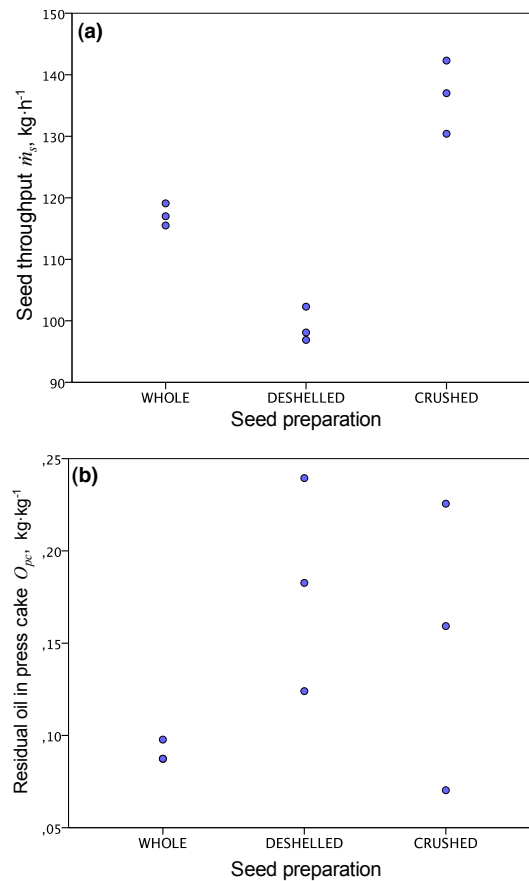 (a)
Seed throughput ṁs, kg·h-1
150
140
130
120
110
100
90
WHOLE DESHELLED CRUSHED
Seed preparation
(b)
Residual oil in press cake Opc, kg·kg-1
,25
,20
,15
,10
,05
WHOLE DESHELLED CRUSHED
Seed preparation